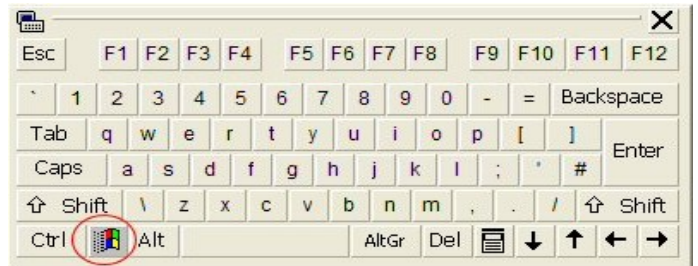 Esc F1 F2 F3 F4 F5 F6 F7 F8 F9 F10 F11 F12
` 1 2 3 4 5 6 7 8 9 0 - = Backspace
Tab q w e r t y u i o p [ ] Enter
Caps a s d f g h j k l ; ' #
Shift \ z x c v b n m , . / Shift
Ctrl Alt AltGr Del ↓ ↑ ← →